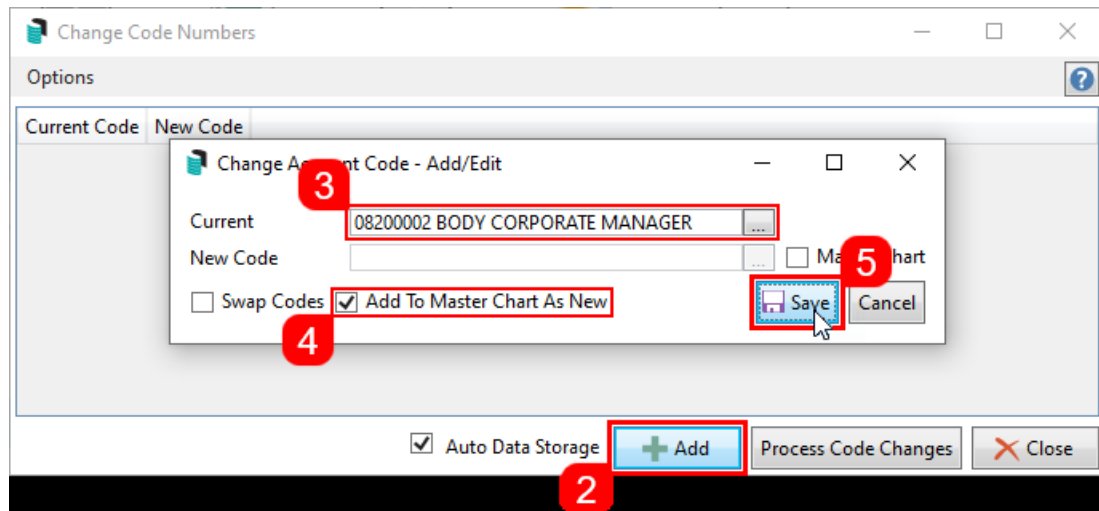 Change Code Numbers
Options
Current Code New Code
Change Account Code - Add/Edit
3
Current 08200002 BODY CORPORATE MANAGER ...
New Code ...
5
Swap Codes Add To Master Chart As New Save Cancel
4
Auto Data Storage Add Process Code Changes Close
2